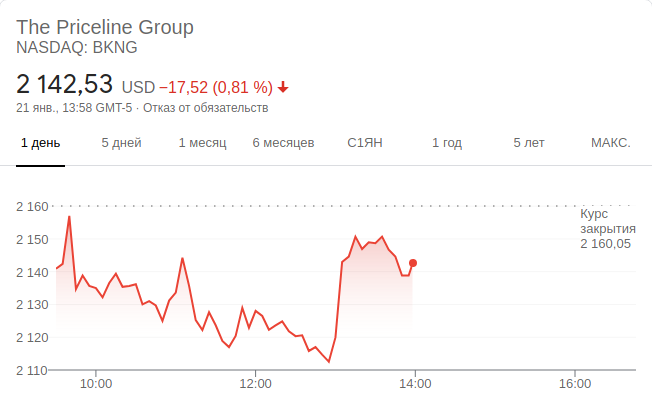 The Priceline Group
NASDAQ: BKNG
2 142,53 USD −17,52 (0,81 %)
21 янв., 13:58 GMT-5 · Отказ от обязательств
1 день 5 дней 1 месяц 6 месяцев С1ЯН 1 год 5 лет МАКС.
2 160
Курс
закрытия
2 160,05
2 150
2 140
2 130
2 120
2 110
10:00 12:00 14:00 16:00